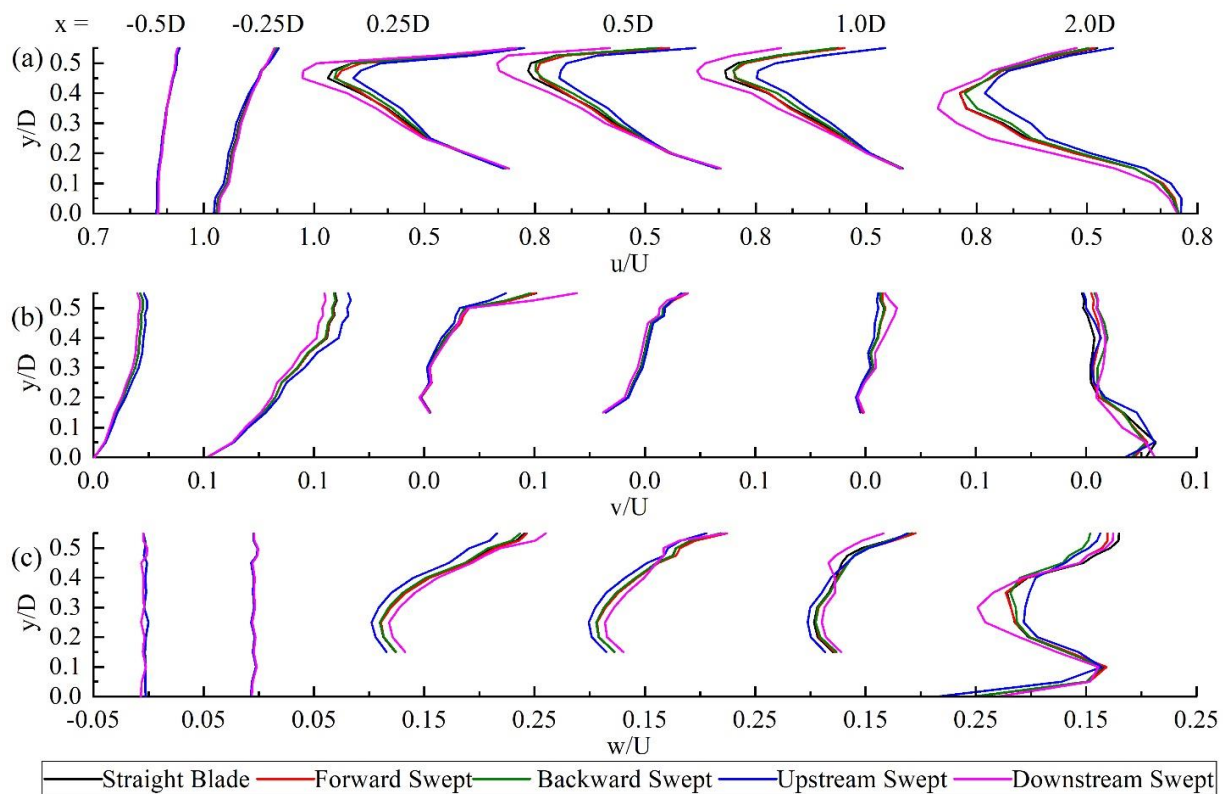 x = -0.5D -0.25D 0.25D 0.5D 1.0D 2.0D
(a)
y/D
0.5
0.4
0.3
0.2
0.1
0.0
0.7 1.0 1.0 0.5 0.8 0.5 0.8 0.5 0.8 0.5 0.8
u/U
(b)
y/D
0.5
0.4
0.3
0.2
0.1
0.0
0.0 0.1 0.1 0.0 0.1 0.0 0.1 0.0 0.0 0.1
v/U
(c)
y/D
0.5
0.4
0.3
0.2
0.1
0.0
-0.05 0.05 0.05 0.15 0.25 0.15 0.25 0.15 0.25 0.15 0.25
w/U
Straight Blade Forward Swept Backward Swept Upstream Swept Downstream Swept